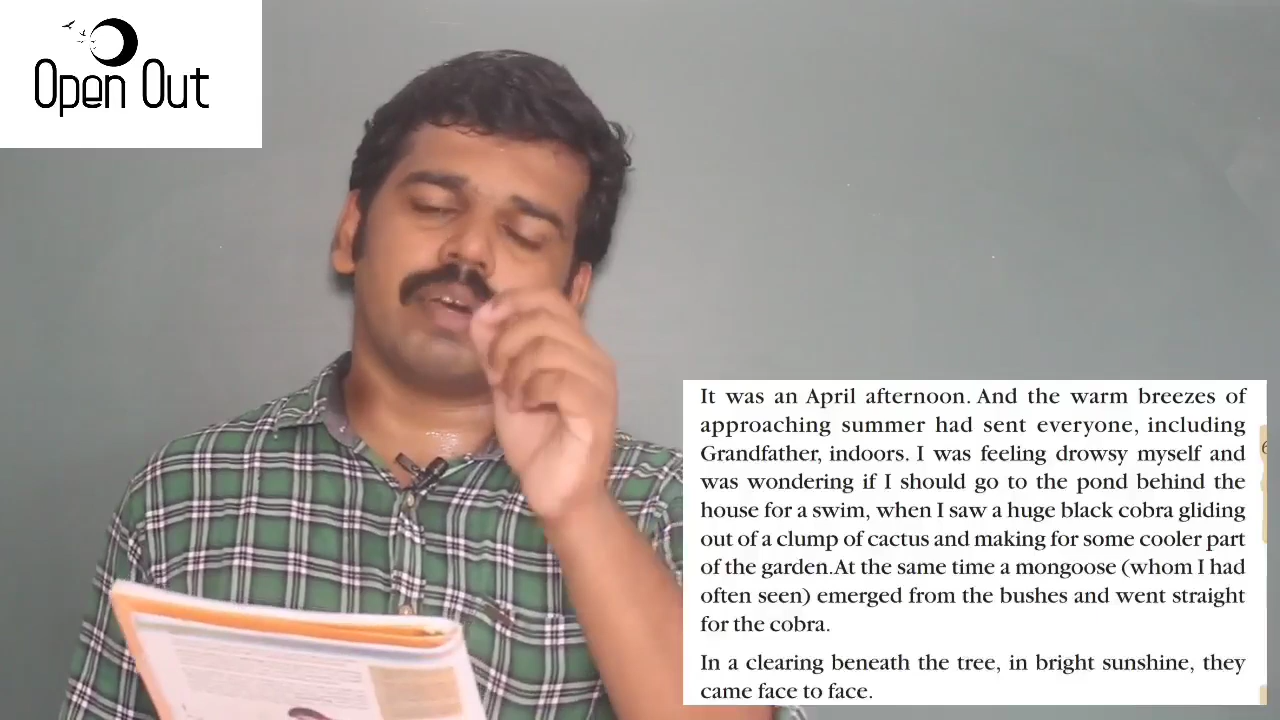 Open Out
It was an April afternoon. And the warm breezes of
approaching summer had sent everyone, including
Grandfather, indoors. I was feeling drowsy myself and
was wondering if I should go to the pond behind the
house for a swim, when I saw a huge black cobra gliding
out of a clump of cactus and making for some cooler part
of the garden.At the same time a mongoose (whom I had
often seen) emerged from the bushes and went straight
for the cobra.
In a clearing beneath the tree, in bright sunshine, they
came face to face.